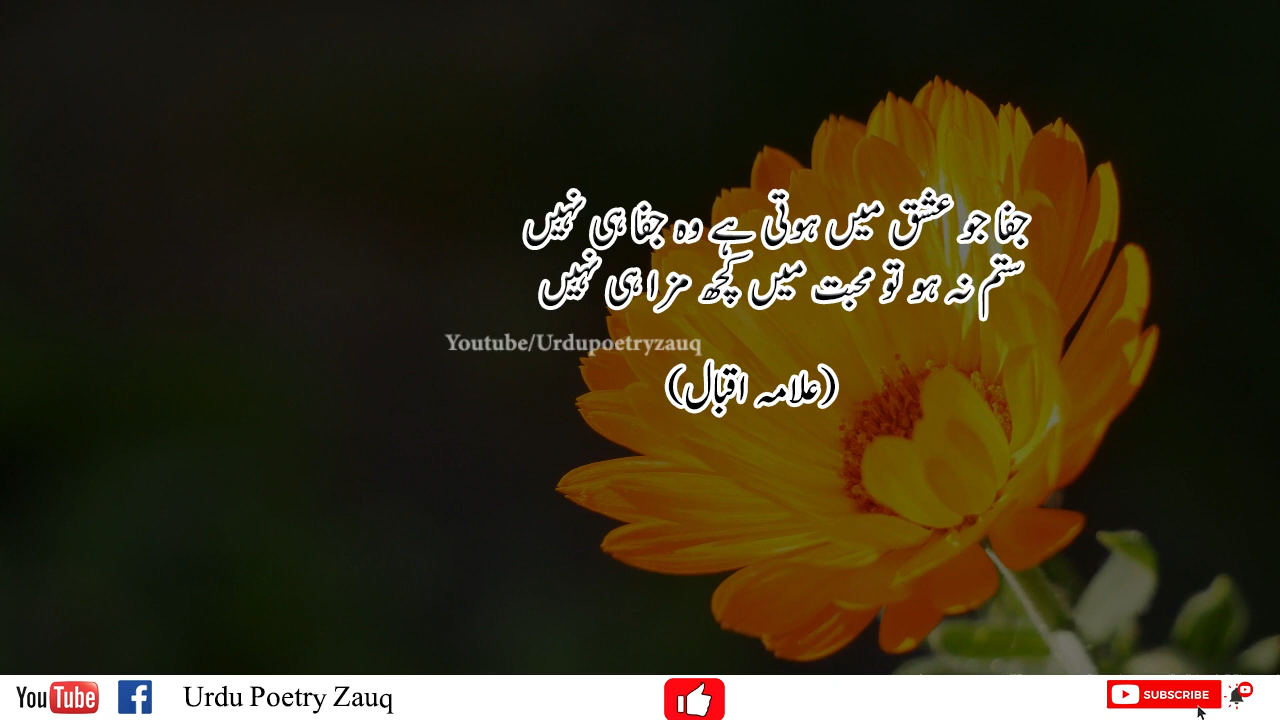 جفا جو عشق میں ہوتی ہے وہ جفا ہی نہیں
ستم نہ ہو تو محبت میں کچھ مزا ہی نہیں
Youtube/Urdupoetryzauq
(علامہ اقبال)
YouTube
f
Urdu Poetry Zauq
SUBSCRIBE